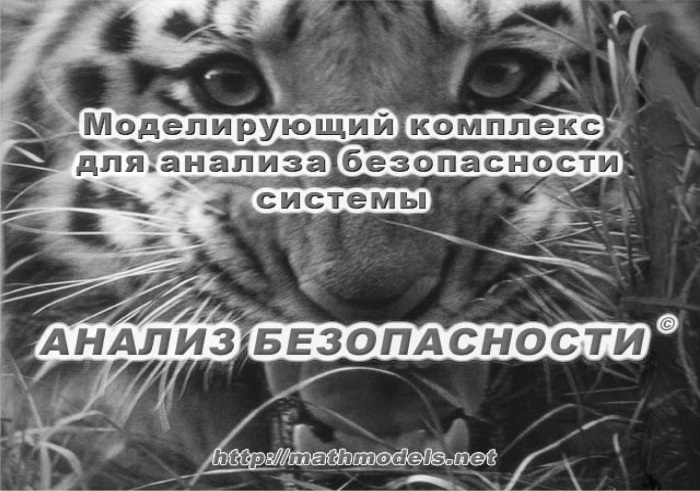 Моделирующий комплекс
для анализа безопасности
системы
АНАЛИЗ БЕЗОПАСНОСТИ ©
http://mathmodels.net